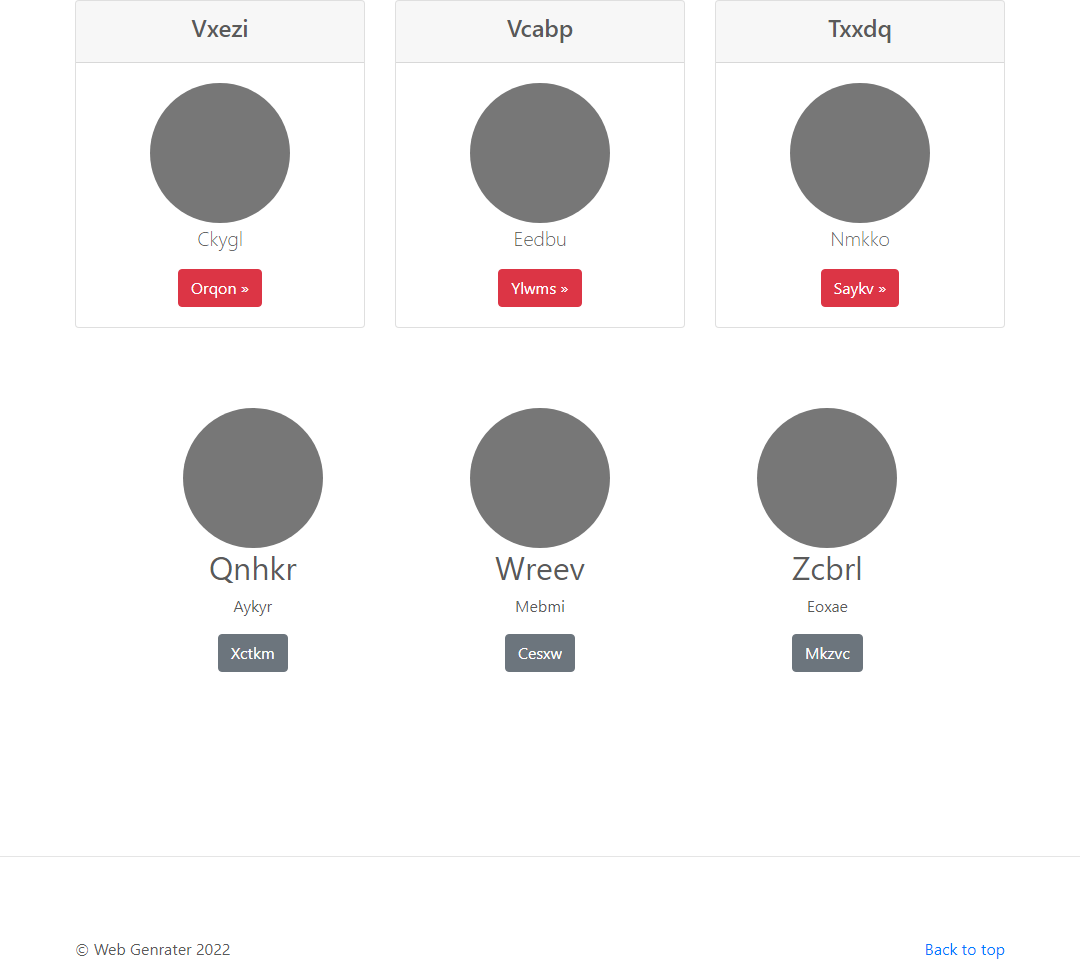 Vxezi
Vcabp
Txxdq
Ckygl
Eedbu
Nmkko
Orqon »
Ylwms »
Saykv »
Qnhkr
Wreev
Zcbrl
Aykyr
Mebmi
Eoxae
Xctkm
Cesxw
Mkzvc
© Web Genrater 2022
Back to top